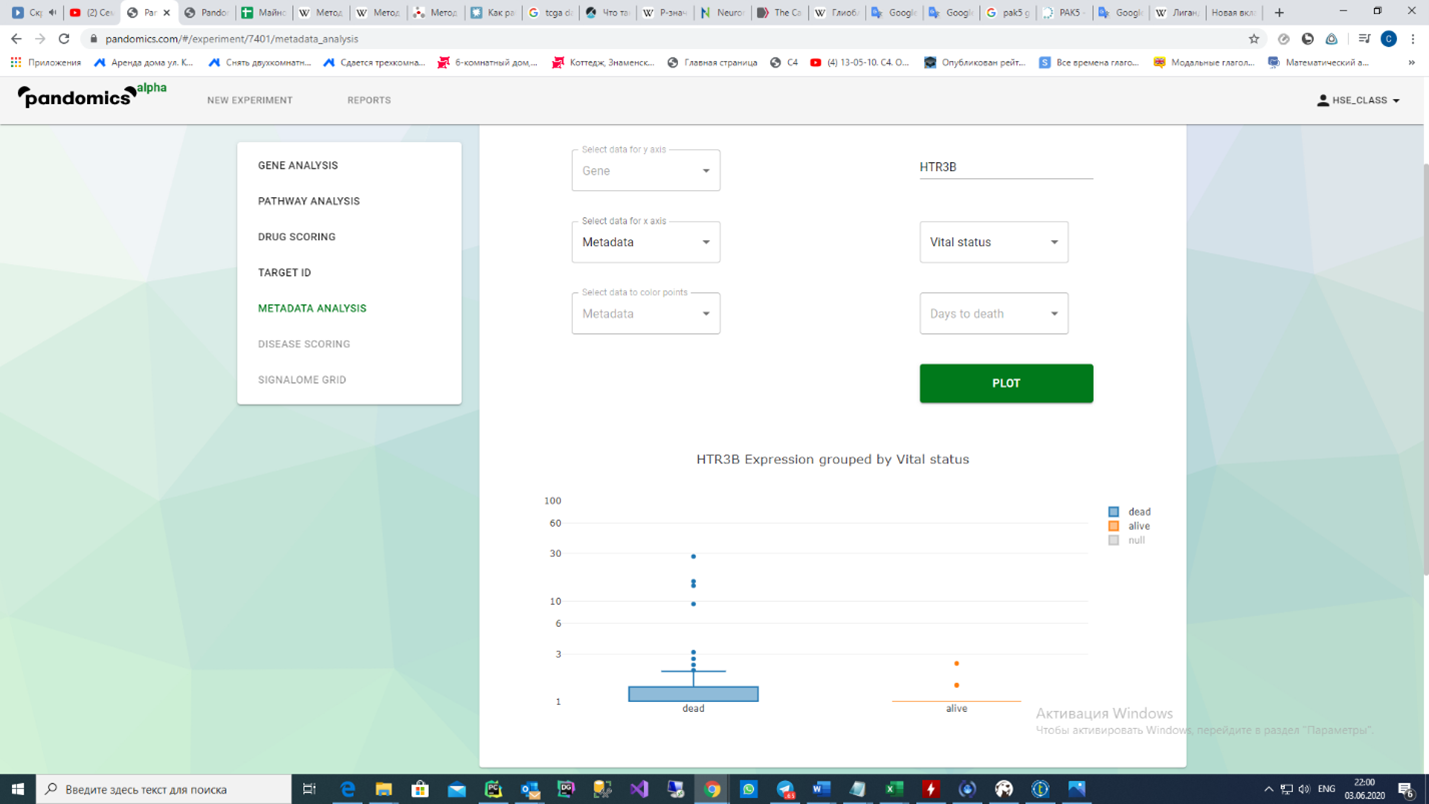 Ск
(2) Се
Par
Pando
Майнс
Метод
Метод
Метод
Как ра
tcga d
Что та
Р-знач
Neuro
The Ca
Глиоб
Google
Google
pak5 g
PAK5 -
Google
Лиган
Новая вкл
pandomics.com/#/experiment/7401/metadata_analysis
C
Приложения
Аренда дома ул. К...
Снять двухкомнатн...
Сдается трехкомна...
6-комнатный дом,...
Коттедж, Знаменск...
Главная страница
C4
(4) 13-05-10. C4. О...
Опубликован рейт...
Все времена глаго...
Модальные глагол...
Математический а...
»
pandomics alpha
NEW EXPERIMENT
REPORTS
HSE_CLASS
GENE ANALYSIS
PATHWAY ANALYSIS
DRUG SCORING
TARGET ID
METADATA ANALYSIS
DISEASE SCORING
SIGNALOME GRID
Select data for y axis
Gene
HTR3B
Select data for x axis
Metadata
Vital status
Select data to color points
Metadata
Days to death
PLOT
HTR3B Expression grouped by Vital status
100
60
30
10
6
3
1
dead
alive
dead
alive
null
Активация Windows
Чтобы активировать Windows, перейдите в раздел "Параметры".
Введите здесь текст для поиска
ENG
22:00
03.06.2020